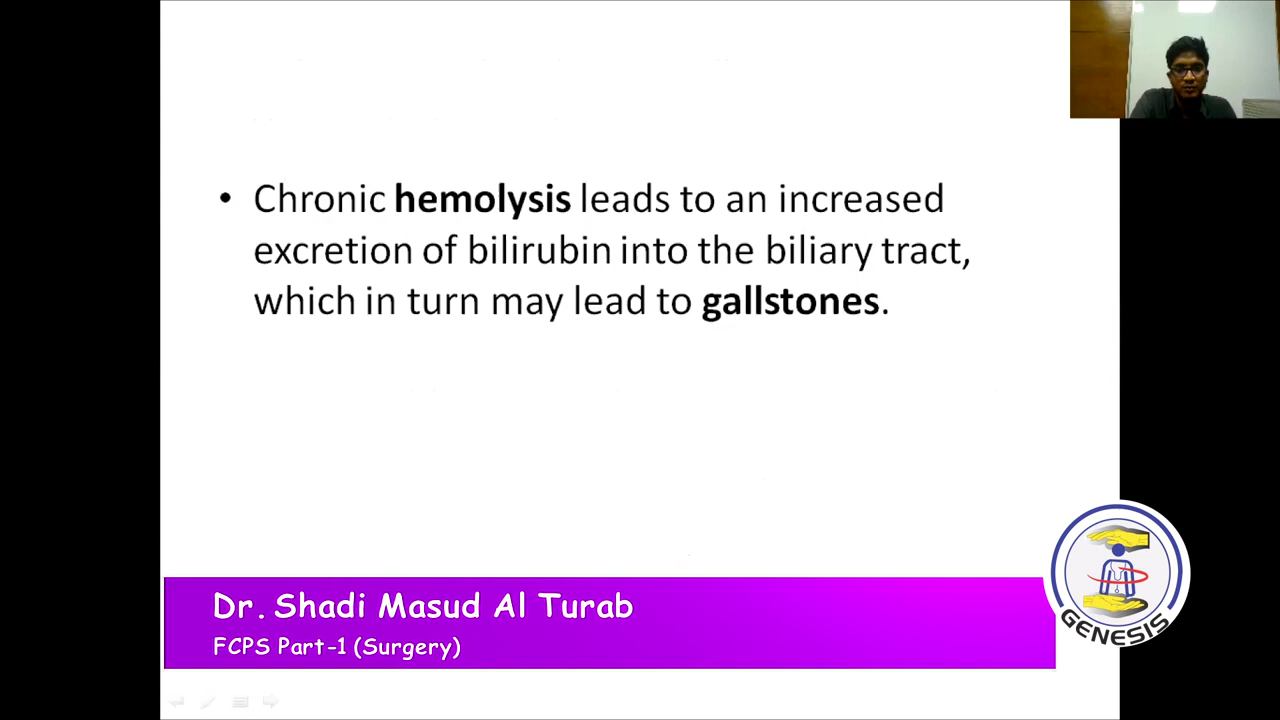 • Chronic hemolysis leads to an increased
excretion of bilirubin into the biliary tract,
which in turn may lead to gallstones.
Dr. Shadi Masud Al Turab
FCPS Part-1 (Surgery)
GENESIS